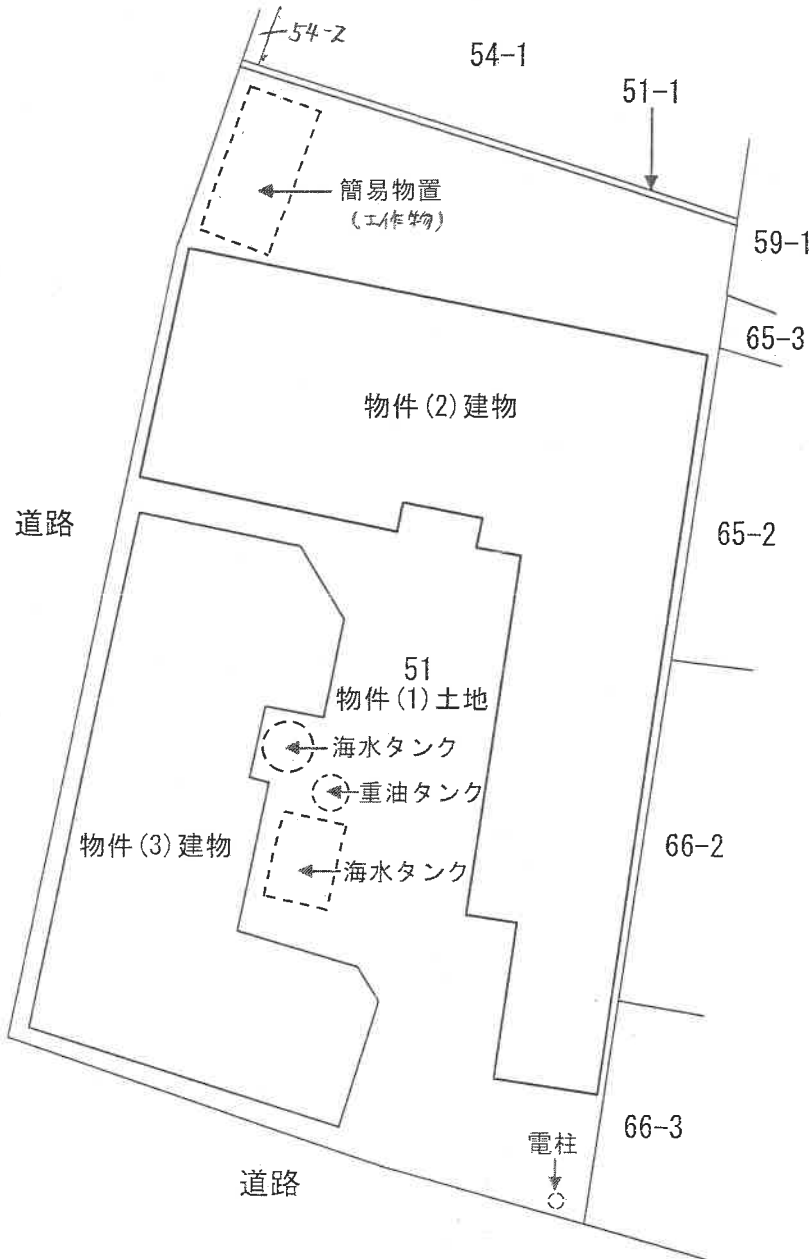 54-2
54-1
51-1
簡易物置
(工作物)
59-1
65-3
物件(2)建物
道路
65-2
51
物件(1)土地
海水タンク
重油タンク
物件(3)建物
66-2
海水タンク
66-3
電柱
道路